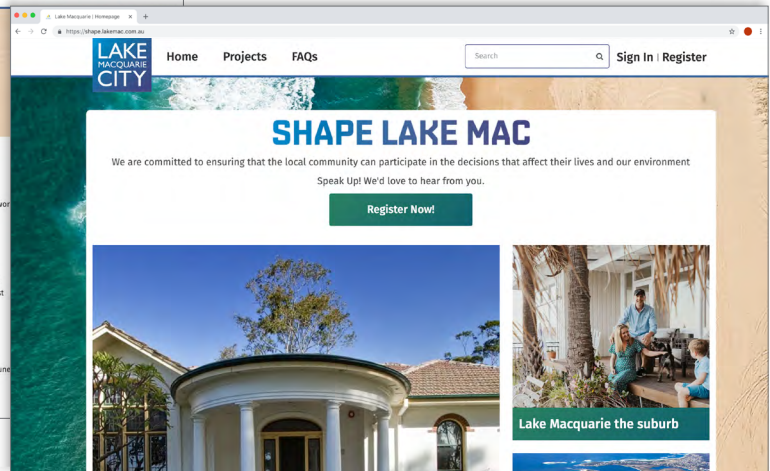 Lake Macquarie | Homepage
https://shape.lakemac.com.au
LAKE
MACQUARIE
CITY
Home Projects FAQs Search Sign In | Register
SHAPE LAKE MAC
We are committed to ensuring that the local community can participate in the decisions that affect their lives and our environment
Speak Up! We'd love to hear from you.
Register Now!
Lake Macquarie the suburb